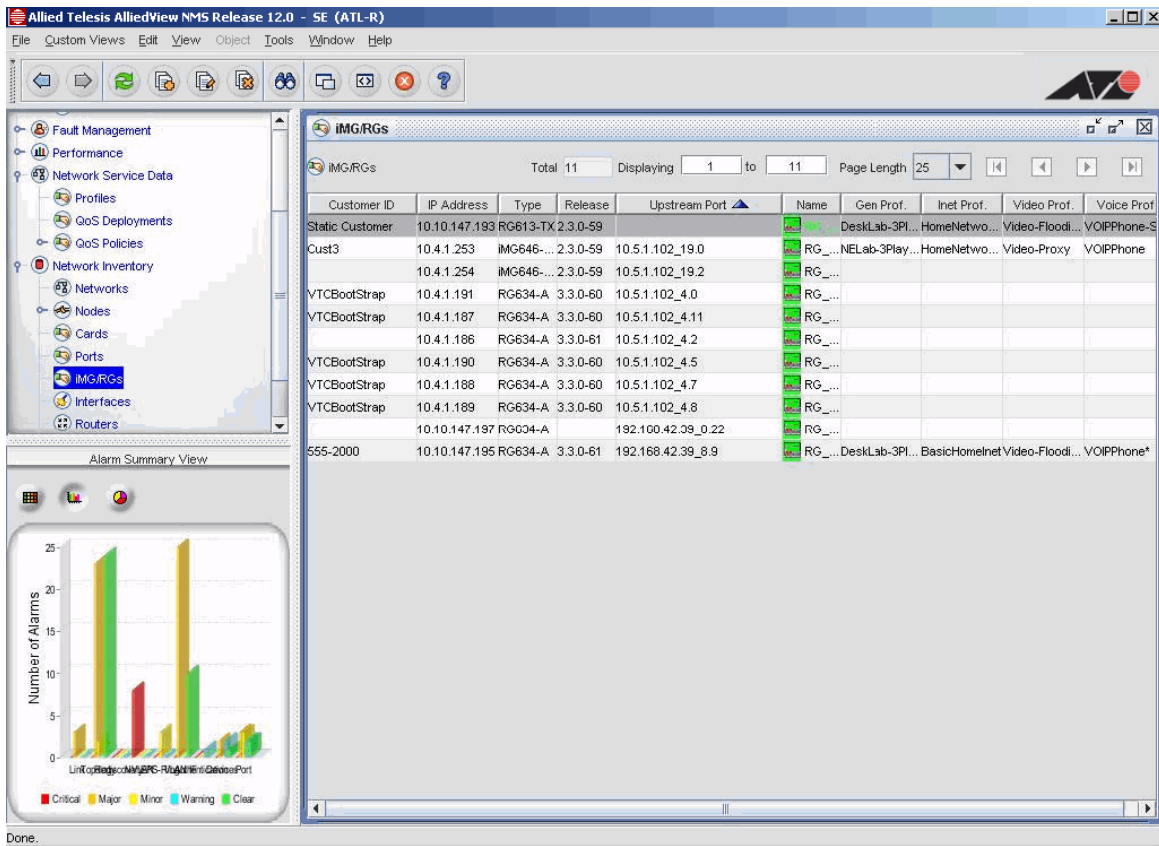 Allied Telesis AlliedView NMS Release 12.0 - SE (ATL-R)
File Custom Views Edit View Object Tools Window Help
Fault Management
Performance
Network Service Data
Profiles
QoS Deployments
QoS Policies
Network Inventory
Networks
Nodes
Cards
Ports
iMG/RGs
Interfaces
Routers
Alarm Summary View
Number of Alarms
25
20
15
10
5
0
Port
Critical Major Minor Warning Clear
iMG/RGs
iMG/RGs Total 11 Displaying 1 to 11 Page Length 25
Customer ID IP Address Type Release Upstream Port Name Gen Prof. Inet Prof. Video Prof. Voice Prof
Static Customer 10.10.147.193 RG613-TX 2.3.0-59 DeskLab-3Pl... HomeNetwo... Video-Floodi... VOIPPhone-S
Cust3 10.4.1.253 iMG646-... 2.3.0-59 10.5.1.102_19.0 RG_... NELab-3Play... HomeNetwo... Video-Proxy VOIPPhone
10.4.1.254 iMG646-... 2.3.0-59 10.5.1.102_19.2 RG_...
VTCBootStrap 10.4.1.191 RG634-A 3.3.0-60 10.5.1.102_4.0 RG_...
VTCBootStrap 10.4.1.187 RG634-A 3.3.0-60 10.5.1.102_4.11 RG_...
10.4.1.186 RG634-A 3.3.0-61 10.5.1.102_4.2 RG_...
VTCBootStrap 10.4.1.190 RG634-A 3.3.0-60 10.5.1.102_4.5 RG_...
VTCBootStrap 10.4.1.188 RG634-A 3.3.0-60 10.5.1.102_4.7 RG_...
VTCBootStrap 10.4.1.189 RG634-A 3.3.0-60 10.5.1.102_4.8 RG_...
10.10.147.197 RG_...
555-2000 10.10.147.195 RG634-A 3.3.0-61 192.168.42.39_8.9 RG_... DeskLab-3Pl... BasicHomeInet Video-Floodi... VOIPPhone*
Done.